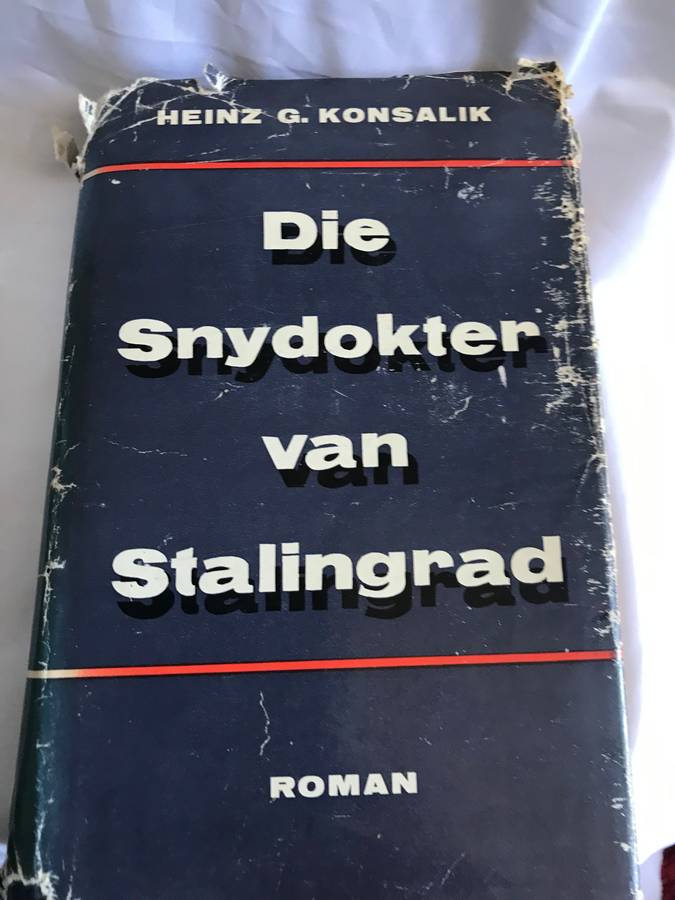 HEINZ G. KONSALIK
Die
Snydokter
van
Stalingrad
ROMAN